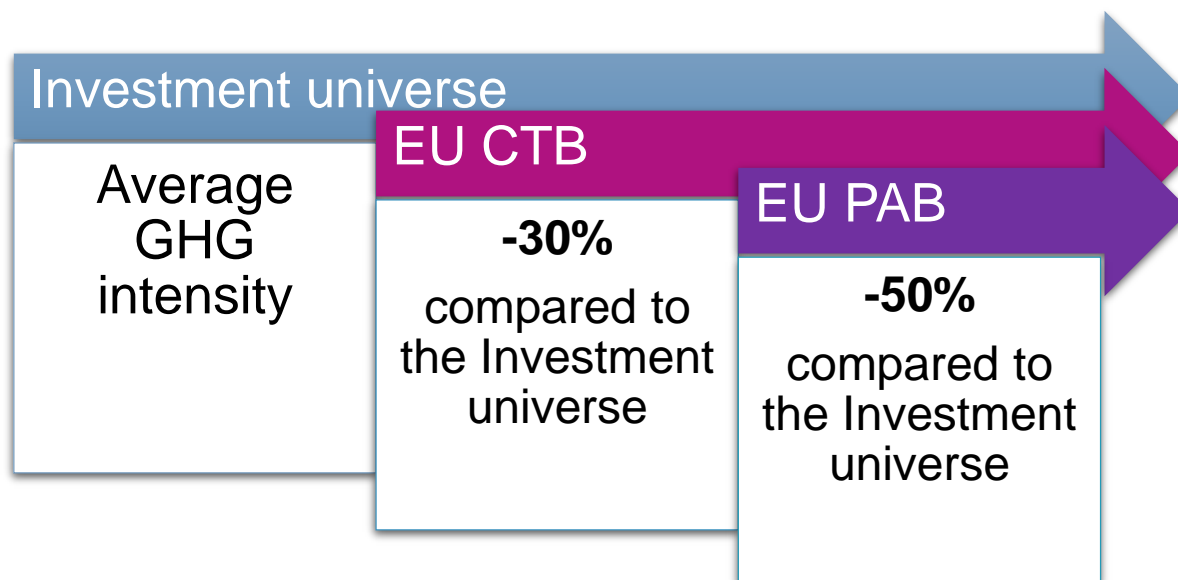 Investment universe
Average
GHG
intensity
EU CTB
-30%
compared to
the Investment
universe
EU PAB
-50%
compared to
the Investment
universe